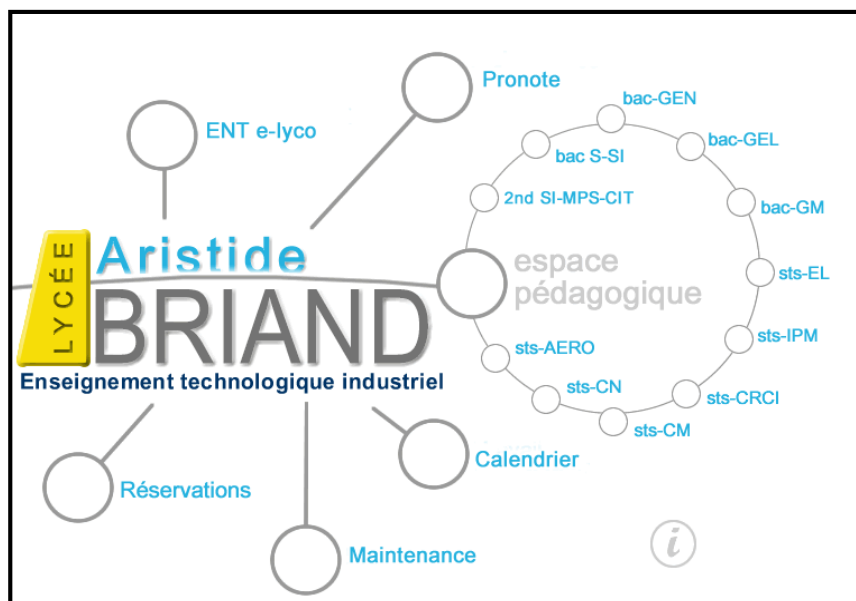 Pronote
ENT e-lyco
bac-GEN
bac-GEL
bac S-SI
2nd SI-MPS-CIT
bac-GM
LYCÉE
Aristide
BRIAND
Enseignement technologique industriel
espace
pédagogique
sts-EL
sts-IPM
sts-AERO
sts-CN
sts-CRCI
sts-CM
Calendrier
Réservations
Maintenance
i